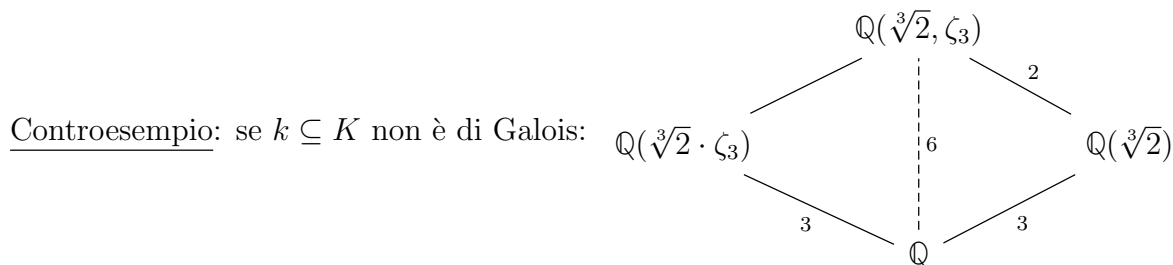 ℚ(∛2, ζ₃)
2
Controesempio: se k ⊆ K non è di Galois: ℚ(∛2 · ζ₃) 6 ℚ(∛2)
3 3
ℚ